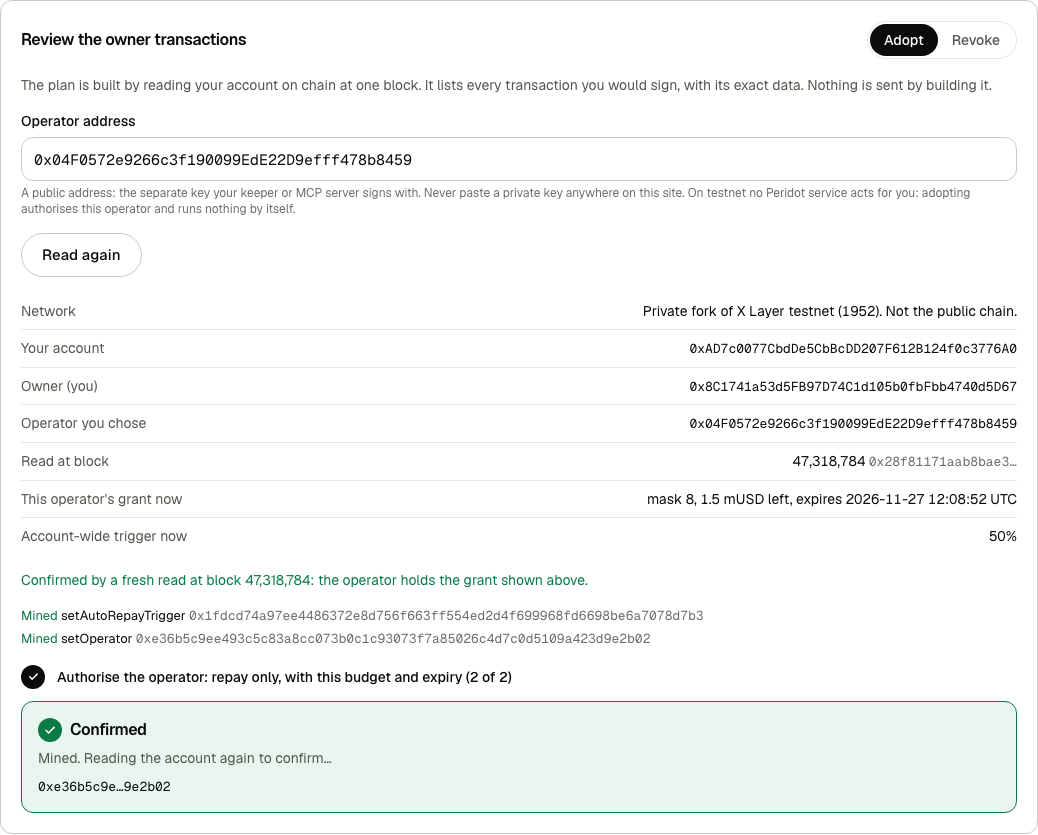 Review the owner transactions
Adopt
Revoke
The plan is built by reading your account on chain at one block. It lists every transaction you would sign, with its exact data. Nothing is sent by building it.
Operator address
0x04F0572e9266c3f190099EdE22D9efff478b8459
A public address: the separate key your keeper or MCP server signs with. Never paste a private key anywhere on this site. On testnet no Peridot service acts for you: adopting
authorises this operator and runs nothing by itself.
Read again
Network Private fork of X Layer testnet (1952). Not the public chain.
Your account 0xAD7c0077CbdDe5CbBcDD207F612B124f0c3776A0
Owner (you) 0x8C1741a53d5FB97D74C1d105b0fbFbb4740d5D67
Operator you chose 0x04F0572e9266c3f190099EdE22D9efff478b8459
Read at block 47,318,784 0x28f81171aab8bae3…
This operator's grant now mask 8, 1.5 mUSD left, expires 2026-11-27 12:08:52 UTC
Account-wide trigger now 50%
Confirmed by a fresh read at block 47,318,784: the operator holds the grant shown above.
Mined setAutoRepayTrigger 0x1fdcd74a97ee4486372e8d756f663ff554ed2d4f699968fd6698be6a7078d7b3
Mined setOperator 0xe36b5c9ee493c5c83a8cc073b0c1c93073f7a85026c4d7c0d5109a423d9e2b02
Authorise the operator: repay only, with this budget and expiry (2 of 2)
Confirmed
Mined. Reading the account again to confirm…
0xe36b5c9e…9e2b02